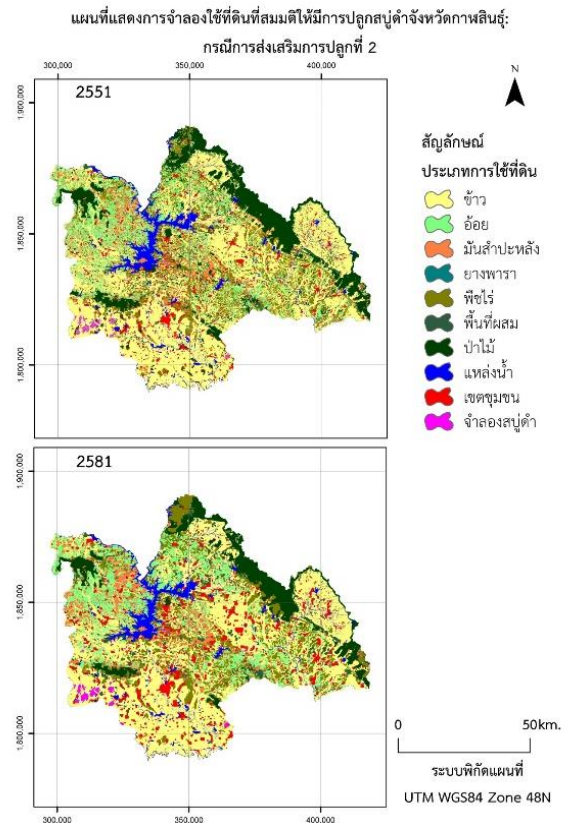 แผนที่แสดงการจำลองใช้ที่ดินที่สมมติให้มีการปลูกสบู่ดำจังหวัดกาฬสินธุ์:
กรณีการส่งเสริมการปลูกที่ 2
300,000 350,000 400,000
2551
1,900,000
1,850,000
1,800,000
N
สัญลักษณ์
ประเภทการใช้ที่ดิน
ข้าว
อ้อย
มันสำปะหลัง
ยางพารา
พืชไร่
พื้นที่ผสม
ป่าไม้
แหล่งน้ำ
เขตชุมชน
จำลองสบู่ดำ
2581
1,900,000
1,850,000
1,800,000
300,000 350,000 400,000
0 50km.
ระบบพิกัดแผนที่
UTM WGS84 Zone 48N